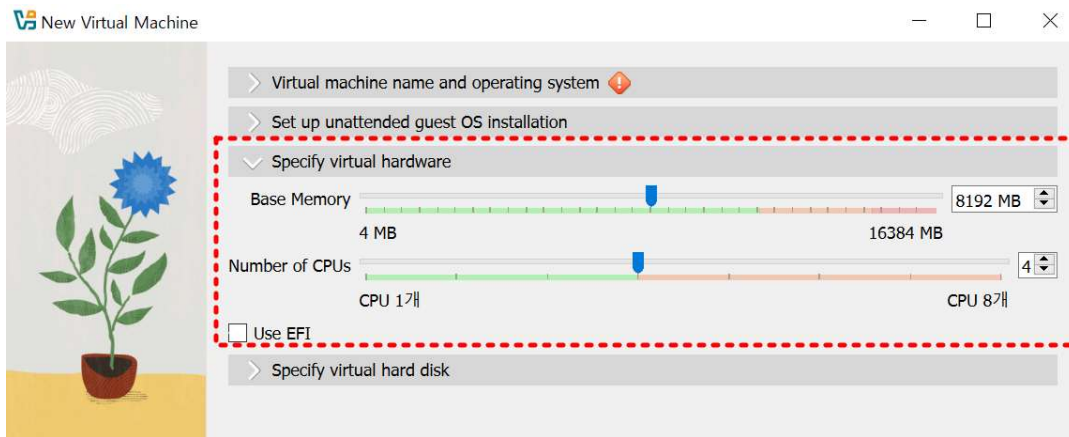 New Virtual Machine
Virtual machine name and operating system
Set up unattended guest OS installation
Specify virtual hardware
Base Memory 8192 MB
4 MB 16384 MB
Number of CPUs 4
CPU 1개 CPU 8개
Use EFI
Specify virtual hard disk